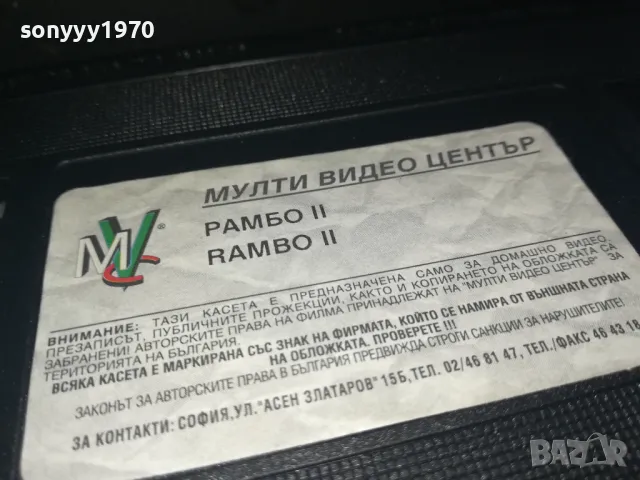 sonyyy1970
МУЛТИ ВИДЕО ЦЕНТЪР
MVC ®
РАМБО II
RAMBO II
ВНИМАНИЕ: ТАЗИ КАСЕТА Е ПРЕДНАЗНАЧЕНА САМО ЗА ДОМАШНО ВИДЕО.
ПРЕЗАПИСЪТ, ПУБЛИЧНИТЕ ПРОЖЕКЦИИ, КАКТО И КОПИРАНЕТО НА ОБЛОЖКАТА СА
ЗАБРАНЕНИ! АВТОРСКИТЕ ПРАВА НА ФИЛМА ПРИНАДЛЕЖАТ НА "МУЛТИ ВИДЕО ЦЕНТЪР" ЗА
ТЕРИТОРИЯТА НА БЪЛГАРИЯ.
ВСЯКА КАСЕТА Е МАРКИРАНА СЪС ЗНАК НА ФИРМАТА, КОЙТО СЕ НАМИРА ОТ ВЪНШНАТА СТРАНА
НА ОБЛОЖКАТА. ПРОВЕРЕТЕ !!!
ЗАКОНЪТ ЗА АВТОРСКИТЕ ПРАВА В БЪЛГАРИЯ ПРЕДВИЖДА СТРОГИ САНКЦИИ ЗА НАРУШИТЕЛИТЕ!
ЗА КОНТАКТИ: СОФИЯ, УЛ. "АСЕН ЗЛАТАРОВ" 15Б, ТЕЛ. 02/46 81 47, ТЕЛ./ФАКС 46 43 18
BAZAR